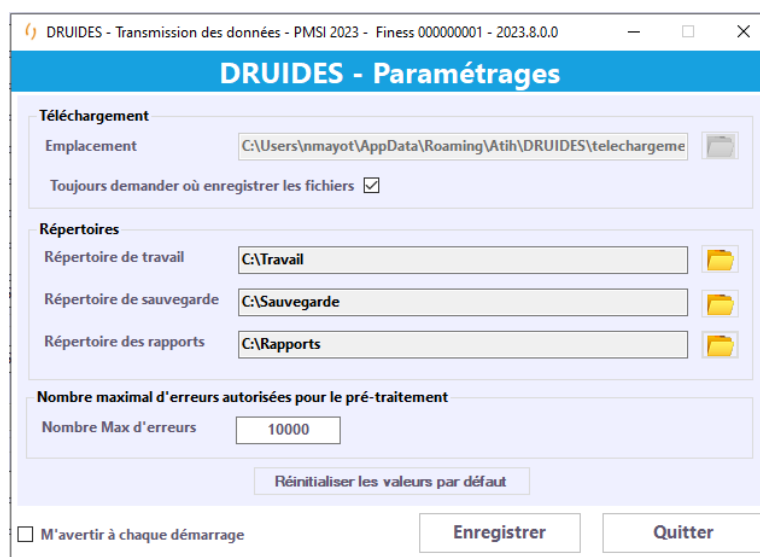 DRUIDES - Transmission des données - PMSI 2023 - Finess 000000001 - 2023.8.0.0
DRUIDES - Paramétrages
Téléchargement
Emplacement C:\Users\nmayot\AppData\Roaming\Atih\DRUIDES\telechargeme
Toujours demander où enregistrer les fichiers
Répertoires
Répertoire de travail C:\Travail
Répertoire de sauvegarde C:\Sauvegarde
Répertoire des rapports C:\Rapports
Nombre maximal d'erreurs autorisées pour le pré-traitement
Nombre Max d'erreurs 10000
Réinitialiser les valeurs par défaut
M'avertir à chaque démarrage Enregistrer Quitter